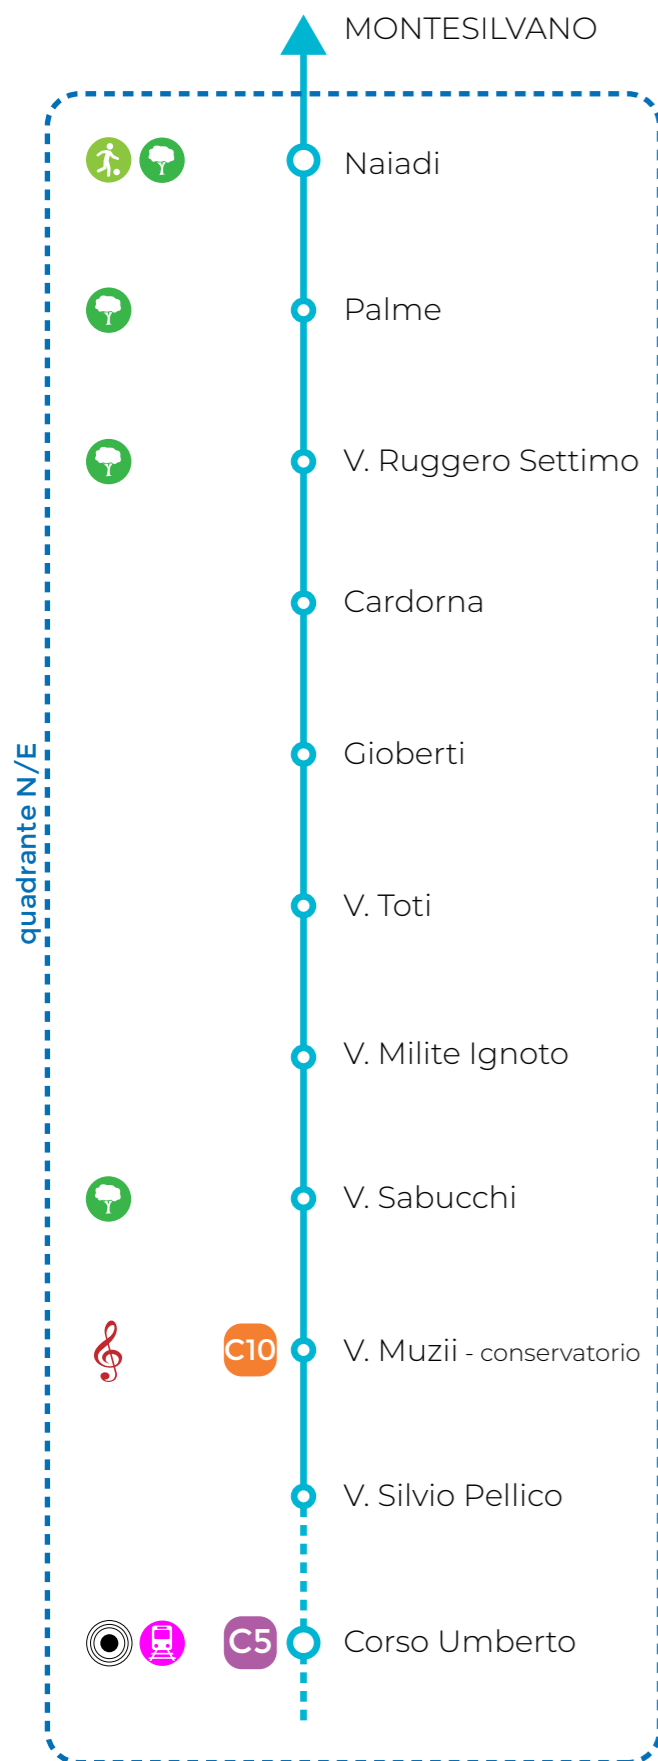 MONTESILVANO
Naiadi
Palme
V. Ruggero Settimo
Cardorna
Gioberti
quadrante N/E
V. Toti
V. Milite Ignoto
V. Sabucchi
C10 V. Muzii - conservatorio
V. Silvio Pellico
C5 Corso Umberto